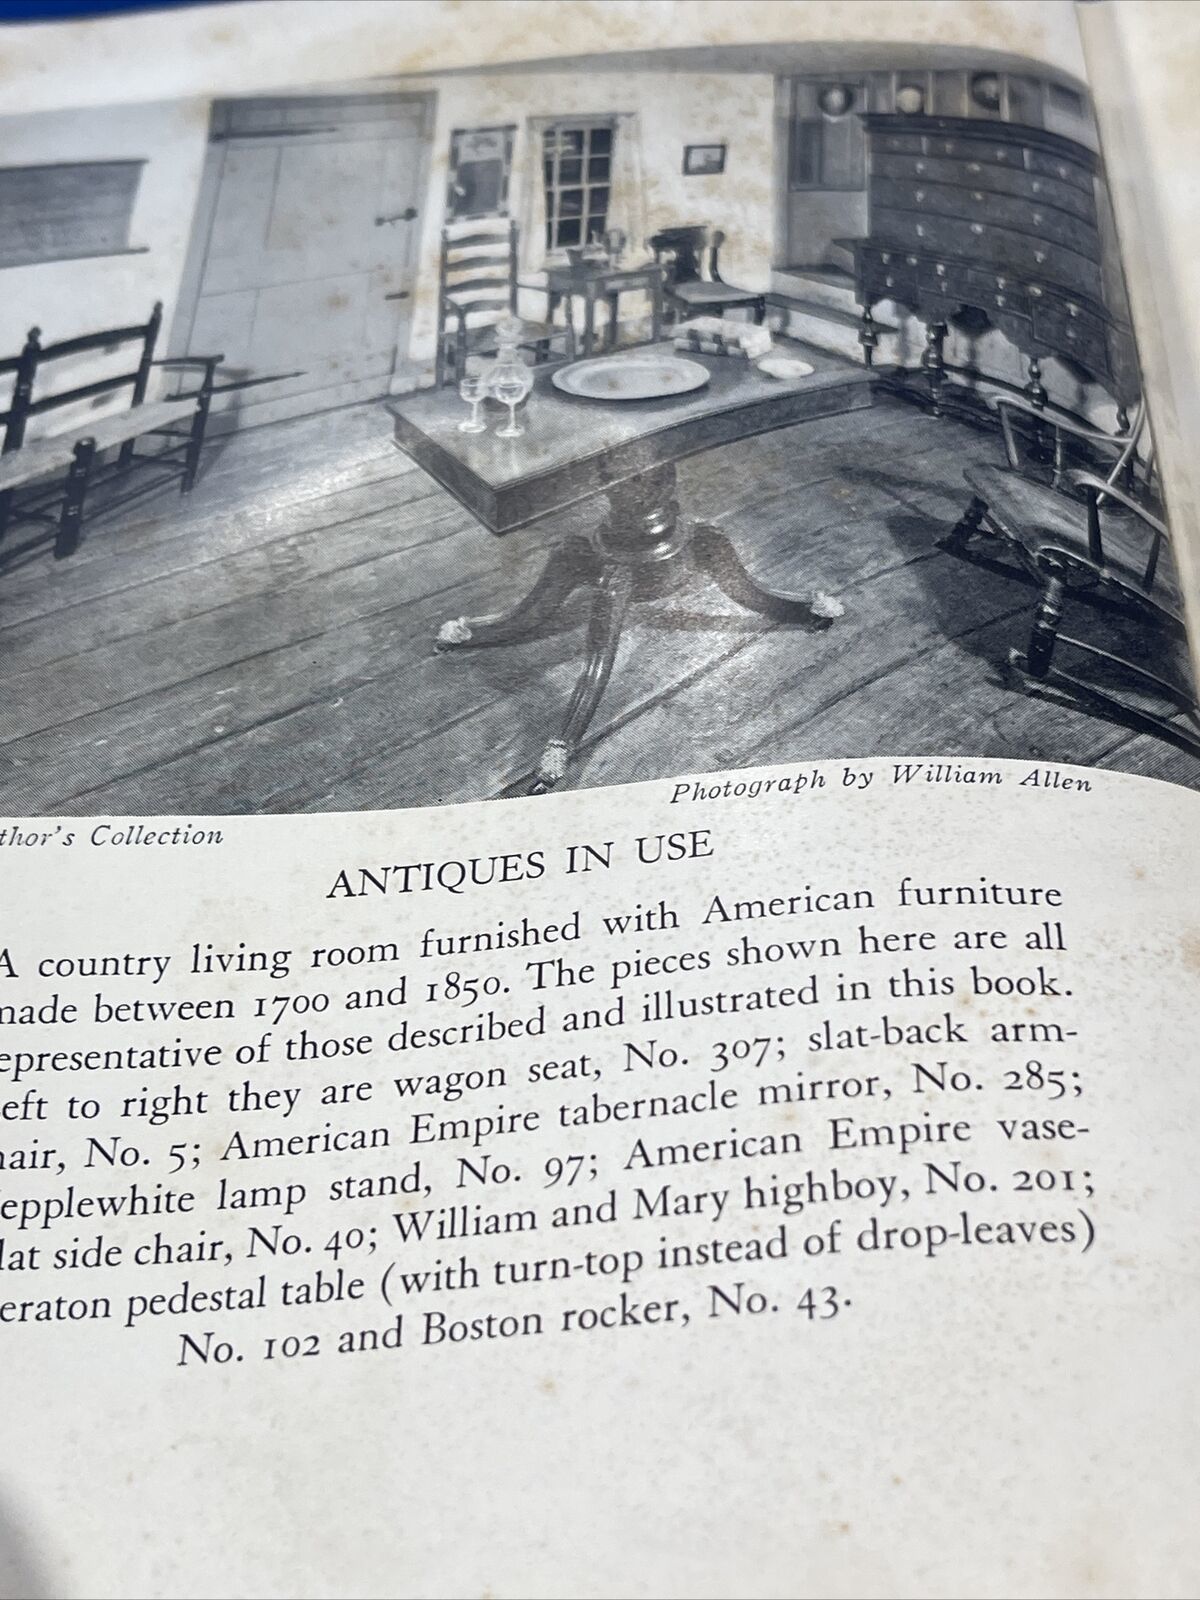 Photograph by William Allen
thor's Collection
ANTIQUES IN USE
A country living room furnished with American furniture
made between 1700 and 1850. The pieces shown here are all
epresentative of those described and illustrated in this book.
eft to right they are wagon seat, No. 307; slat-back arm-
hair, No. 5; American Empire tabernacle mirror, No. 285;
epplewhite lamp stand, No. 97; American Empire vase-
lat side chair, No. 40; William and Mary highboy, No. 201;
eraton pedestal table (with turn-top instead of drop-leaves)
No. 102 and Boston rocker, No. 43.